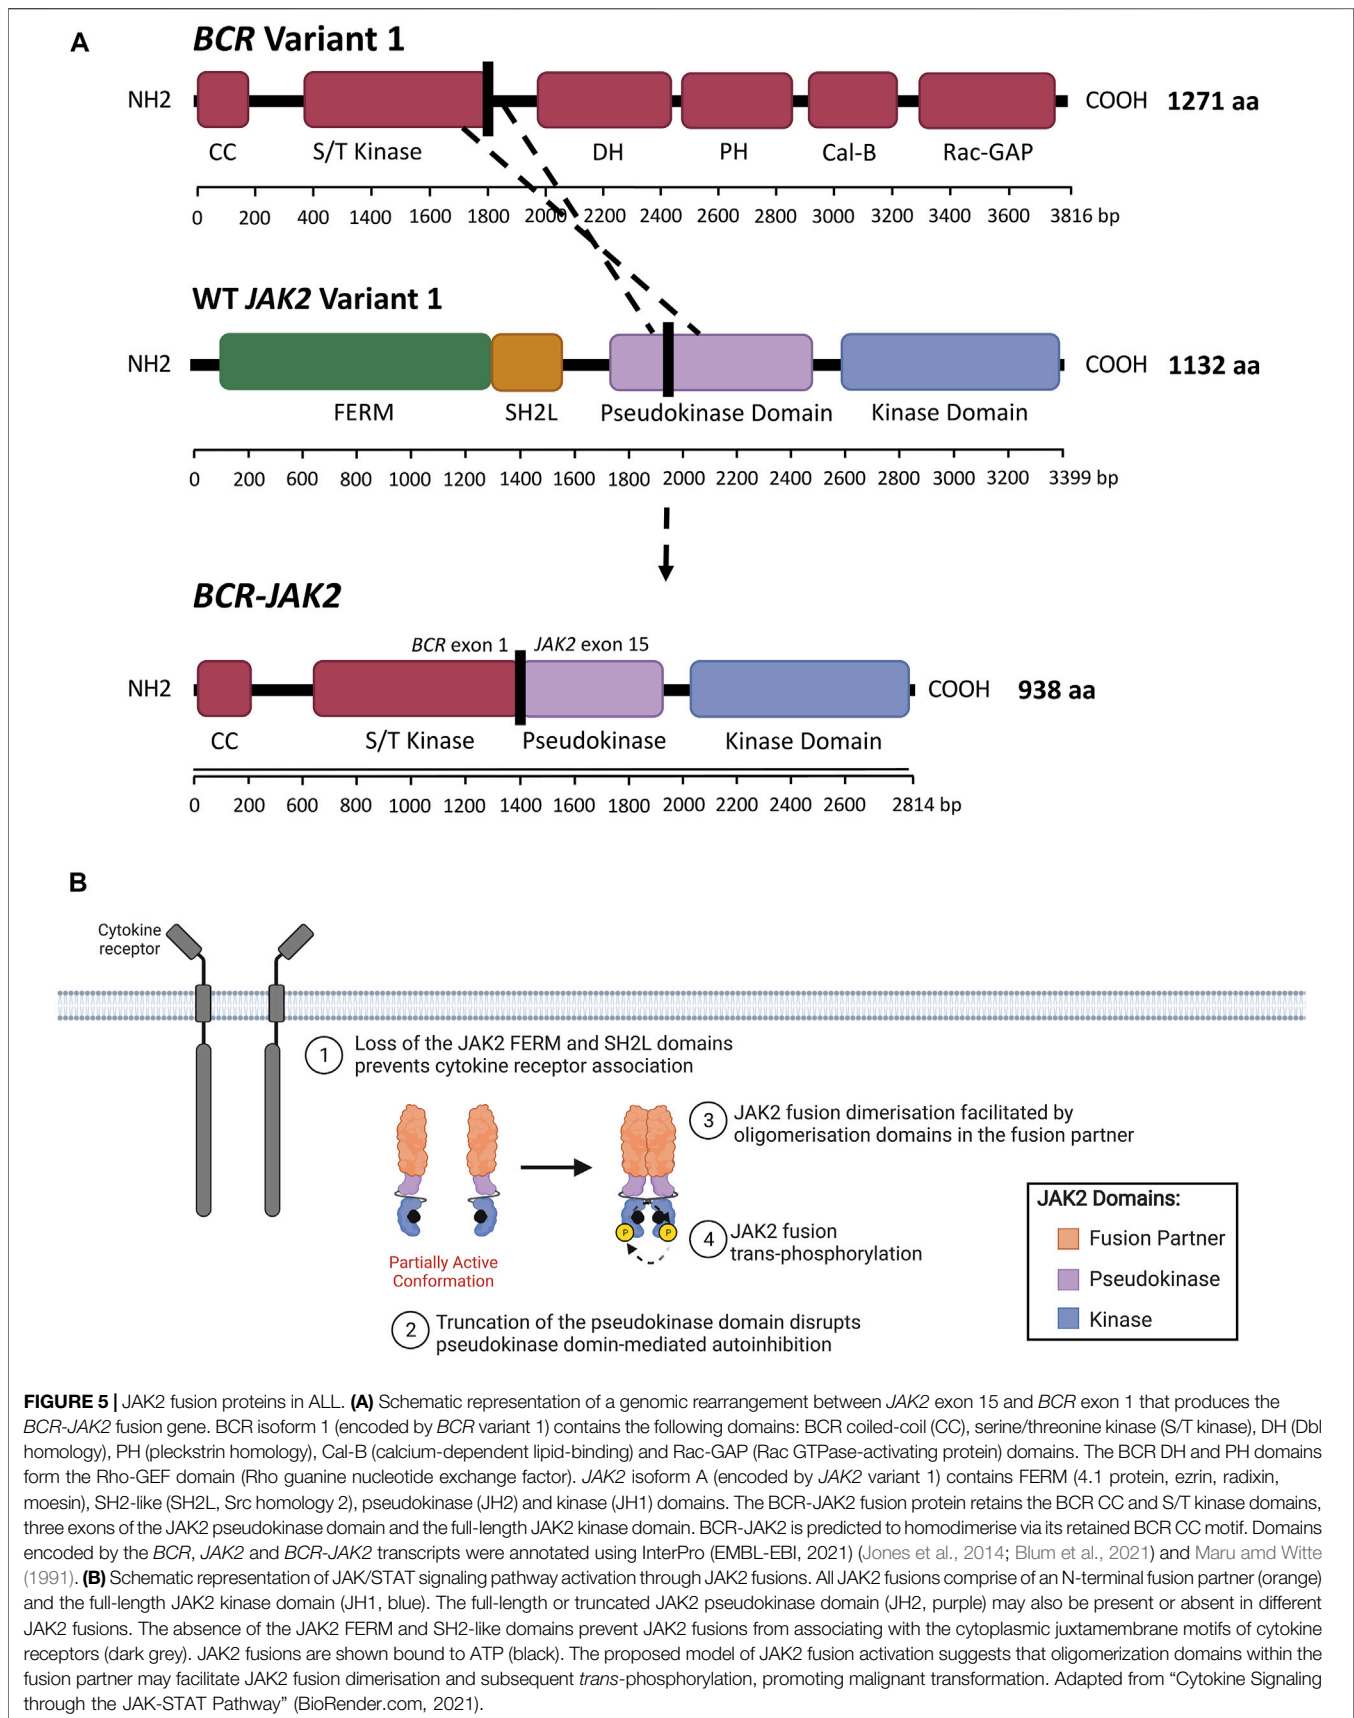 A
BCR Variant 1
NH2
COOH 1271 aa
CC S/T Kinase DH PH Cal-B Rac-GAP
0 200 400 1400 1600 1800 2000 2200 2400 2600 2800 3000 3200 3400 3600 3816 bp
WT JAK2 Variant 1
NH2
COOH 1132 aa
FERM SH2L Pseudokinase Domain Kinase Domain
0 200 600 800 1000 1200 1400 1600 1800 2000 2200 2400 2600 2800 3000 3200 3399 bp
BCR-JAK2
BCR exon 1 JAK2 exon 15
NH2
COOH 938 aa
CC S/T Kinase Pseudokinase Kinase Domain
0 200 600 800 1000 1200 1400 1600 1800 2000 2200 2400 2600 2814 bp
B
Cytokine
receptor
1 Loss of the JAK2 FERM and SH2L domains
prevents cytokine receptor association
3 JAK2 fusion dimerisation facilitated by
oligomerisation domains in the fusion partner
P P
4 JAK2 fusion
trans-phosphorylation
Partially Active
Conformation
2 Truncation of the pseudokinase domain disrupts
pseudokinase domin-mediated autoinhibition
JAK2 Domains:
Fusion Partner
Pseudokinase
Kinase
FIGURE 5 | JAK2 fusion proteins in ALL. (A) Schematic representation of a genomic rearrangement between JAK2 exon 15 and BCR exon 1 that produces the
BCR-JAK2 fusion gene. BCR isoform 1 (encoded by BCR variant 1) contains the following domains: BCR coiled-coil (CC), serine/threonine kinase (S/T kinase), DH (Dbl
homology), PH (pleckstrin homology), Cal-B (calcium-dependent lipid-binding) and Rac-GAP (Rac GTPase-activating protein) domains. The BCR DH and PH domains
form the Rho-GEF domain (Rho guanine nucleotide exchange factor). JAK2 isoform A (encoded by JAK2 variant 1) contains FERM (4.1 protein, ezrin, radixin,
moesin), SH2-like (SH2L, Src homology 2), pseudokinase (JH2) and kinase (JH1) domains. The BCR-JAK2 fusion protein retains the BCR CC and S/T kinase domains,
three exons of the JAK2 pseudokinase domain and the full-length JAK2 kinase domain. BCR-JAK2 is predicted to homodimerise via its retained BCR CC motif. Domains
encoded by the BCR, JAK2 and BCR-JAK2 transcripts were annotated using InterPro (EMBL-EBI, 2021) (Jones et al., 2014; Blum et al., 2021) and Maru amd Witte
(1991). (B) Schematic representation of JAK/STAT signaling pathway activation through JAK2 fusions. All JAK2 fusions comprise of an N-terminal fusion partner (orange)
and the full-length JAK2 kinase domain (JH1, blue). The full-length or truncated JAK2 pseudokinase domain (JH2, purple) may also be present or absent in different
JAK2 fusions. The absence of the JAK2 FERM and SH2-like domains prevent JAK2 fusions from associating with the cytoplasmic juxtamembrane motifs of cytokine
receptors (dark grey). JAK2 fusions are shown bound to ATP (black). The proposed model of JAK2 fusion activation suggests that oligomerization domains within the
fusion partner may facilitate JAK2 fusion dimerisation and subsequent trans-phosphorylation, promoting malignant transformation. Adapted from “Cytokine Signaling
through the JAK-STAT Pathway” (BioRender.com, 2021).